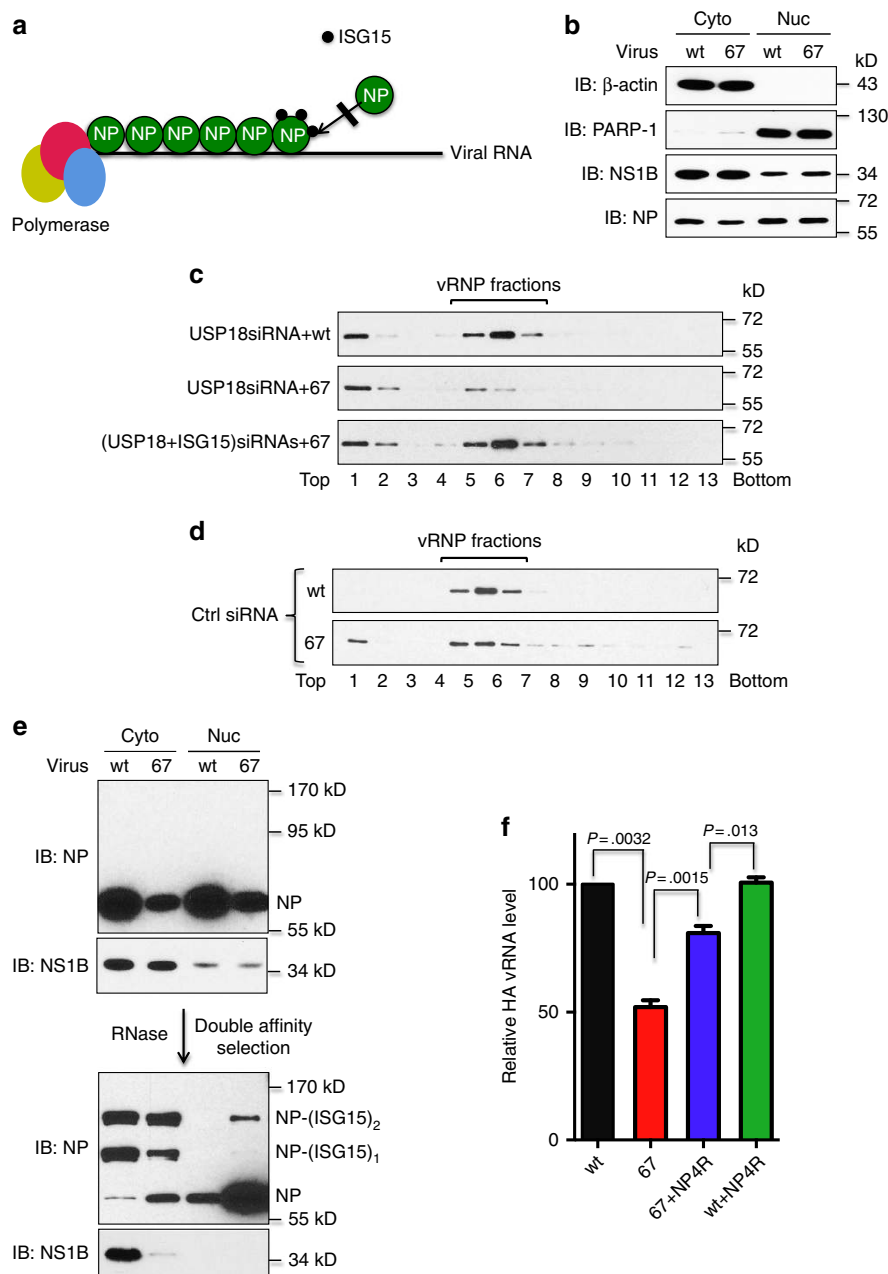 a
ISG15
NP
NP NP NP NP NP NP
Viral RNA
Polymerase
b
Cyto Nuc
Virus wt 67 wt 67 kD
IB: β-actin 43
130
IB: PARP-1
IB: NS1B 34
72
IB: NP
55
c
vRNP fractions
kD
USP18siRNA+wt
72
55
USP18siRNA+67
72
55
(USP18+ISG15)siRNAs+67
72
55
Top 1 2 3 4 5 6 7 8 9 10 11 12 13 Bottom
d
vRNP fractions
kD
Ctrl siRNA
wt
72
67
72
Top 1 2 3 4 5 6 7 8 9 10 11 12 13 Bottom
e
Cyto Nuc
Virus wt 67 wt 67
170 kD
95 kD
IB: NP
NP
55 kD
IB: NS1B
34 kD
RNase
Double affinity
selection
170 kD
NP-(ISG15)2
IB: NP
NP-(ISG15)1
NP
55 kD
IB: NS1B
34 kD
f
P=.0032
P=.013
P=.0015
Relative HA vRNA level
100
50
0
wt
67
67+NP4R
wt+NP4R